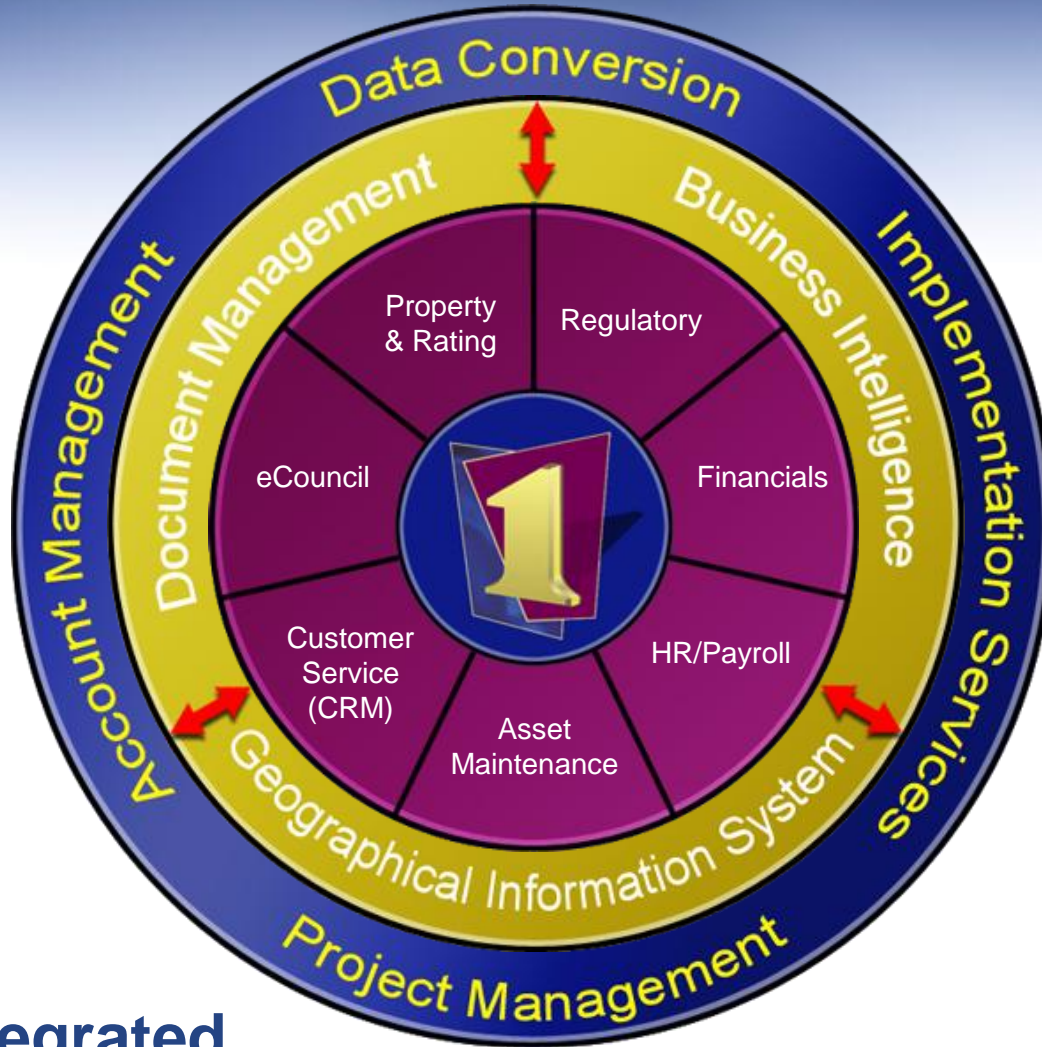 Data Conversion
Account Management
Implementation Services
Document Management
Business Intelligence
Property
& Rating
Regulatory
eCouncil
Financials
1
Customer
Service
(CRM)
HR/Payroll
Asset
Maintenance
Geographical Information System
Project Management
egrated